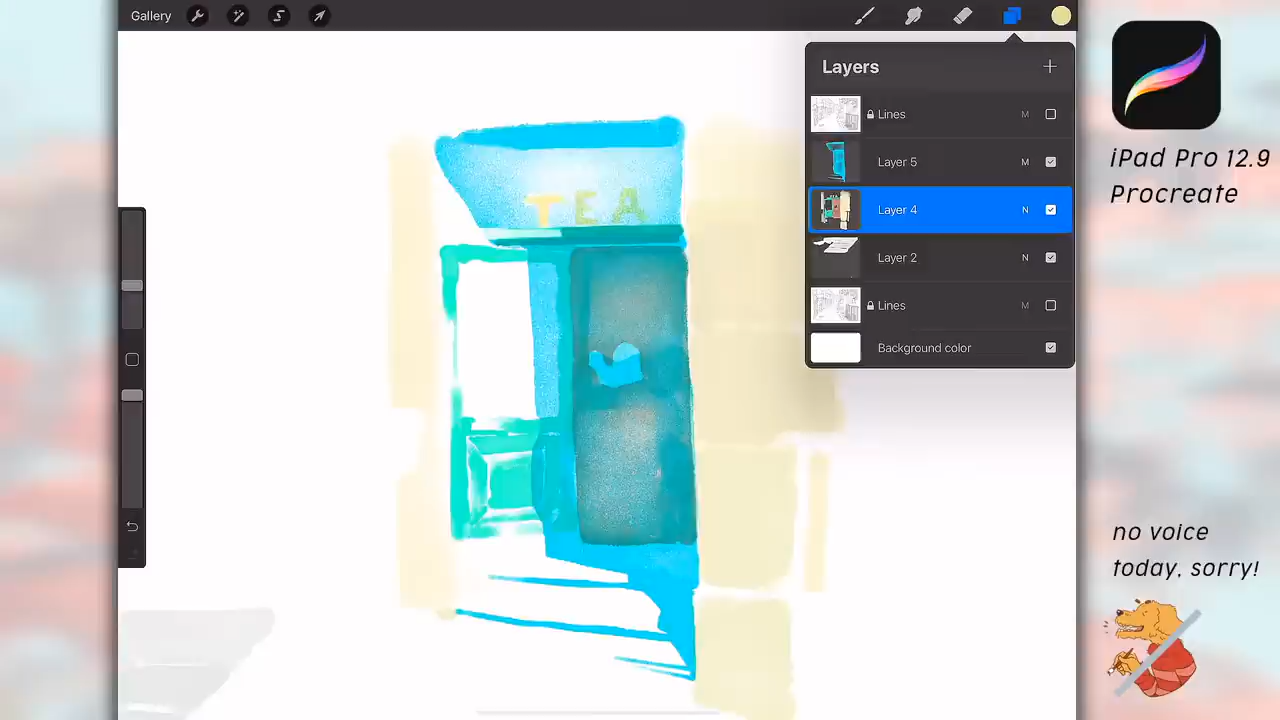 Gallery
Layers
Lines M
Layer 5 M
Layer 4 N
Layer 2 N
Lines M
Background color
TEA
iPad Pro 12.9
Procreate
no voice
today, sorry!